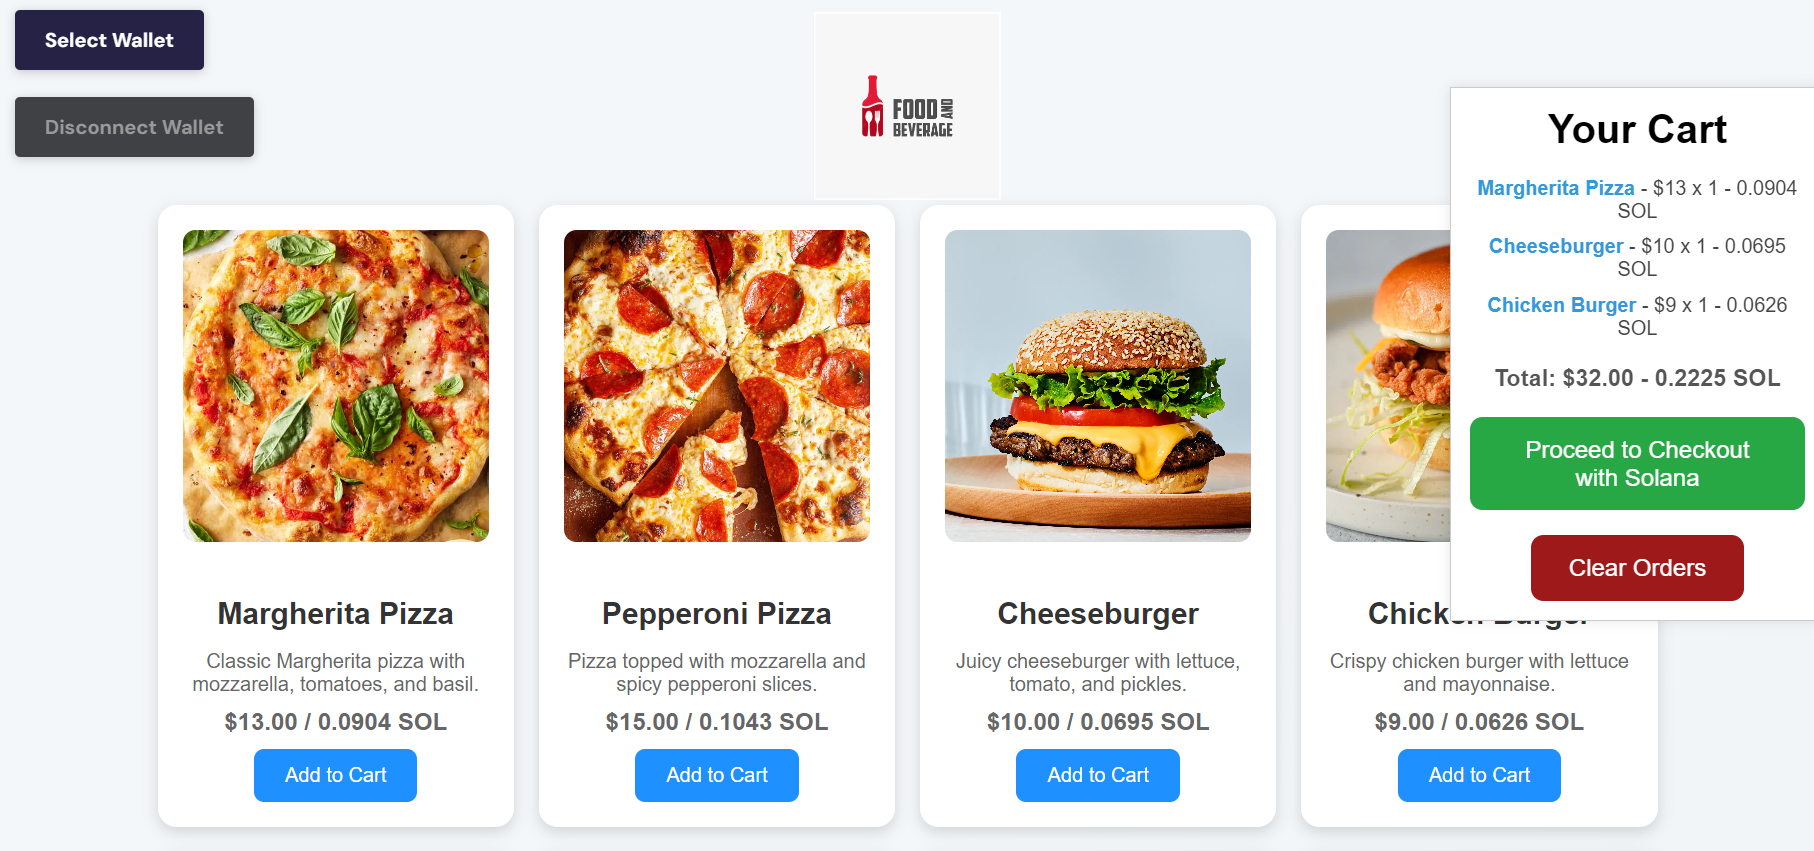 Select Wallet
Disconnect Wallet
FOOD AND
BEVERAGE
Your Cart
Margherita Pizza - $13 x 1 - 0.0904
SOL
Cheeseburger - $10 x 1 - 0.0695
SOL
Chicken Burger - $9 x 1 - 0.0626
SOL
Total: $32.00 - 0.2225 SOL
Proceed to Checkout
with Solana
Clear Orders
Margherita Pizza
Classic Margherita pizza with
mozzarella, tomatoes, and basil.
$13.00 / 0.0904 SOL
Add to Cart
Pepperoni Pizza
Pizza topped with mozzarella and
spicy pepperoni slices.
$15.00 / 0.1043 SOL
Add to Cart
Cheeseburger
Juicy cheeseburger with lettuce,
tomato, and pickles.
$10.00 / 0.0695 SOL
Add to Cart
Chicken Burger
Crispy chicken burger with lettuce
and mayonnaise.
$9.00 / 0.0626 SOL
Add to Cart